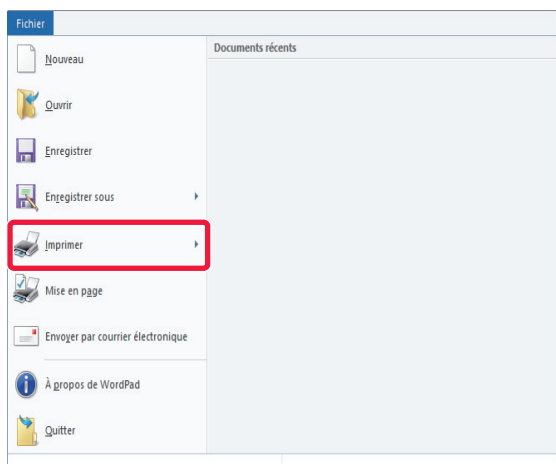 Fichier
Documents récents
Nouveau
Ouvrir
Enregistrer
Enregistrer sous
Imprimer
Mise en page
Envoyer par courrier électronique
À propos de WordPad
Quitter